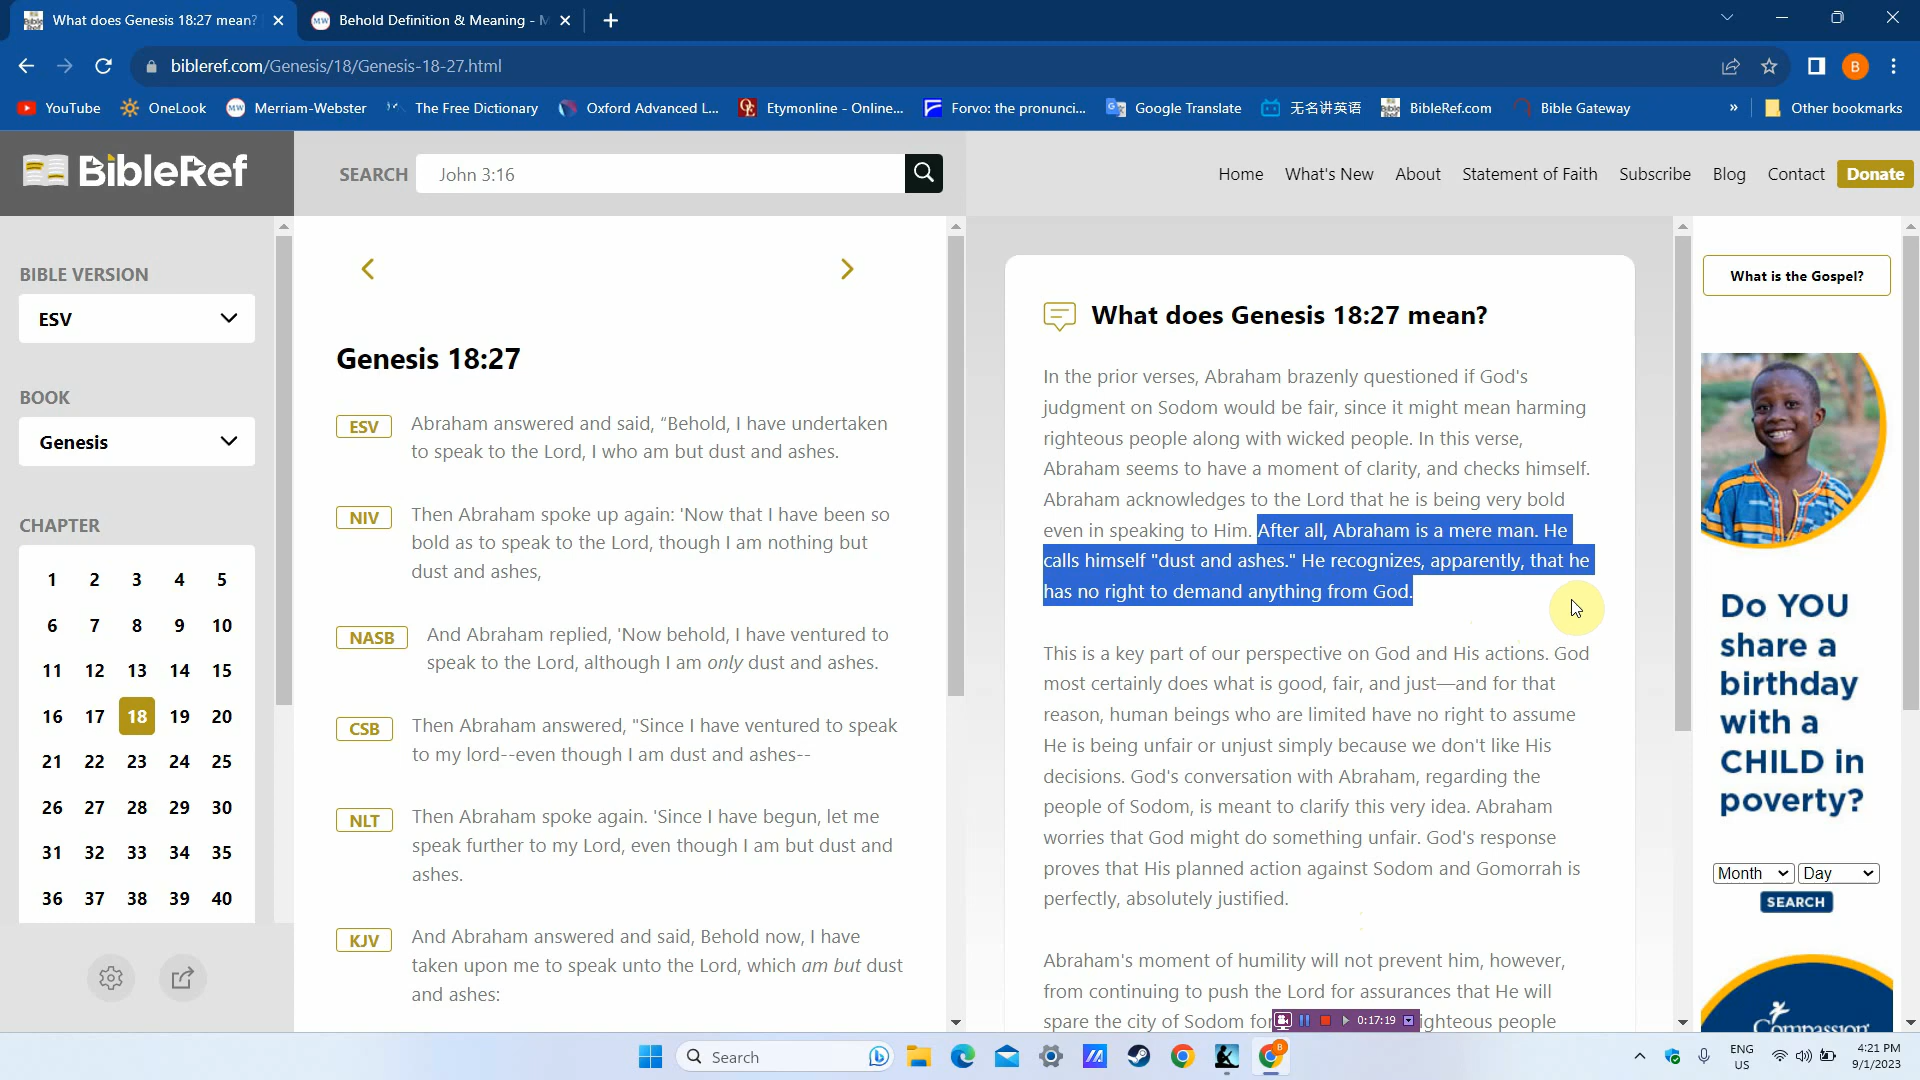 What does Genesis 18:27 mean?
Behold Definition & Meaning - M
bibleref.com/Genesis/18/Genesis-18-27.html
B
YouTube
OneLook
Merriam-Webster
The Free Dictionary
Oxford Advanced L...
Etymonline - Online...
Forvo: the pronunci...
Google Translate
无名讲英语
BibleRef.com
Bible Gateway
»
Other bookmarks
BibleRef
SEARCH
John 3:16
Home
What's New
About
Statement of Faith
Subscribe
Blog
Contact
Donate
BIBLE VERSION
ESV
BOOK
Genesis
CHAPTER
1 2 3 4 5
6 7 8 9 10
11 12 13 14 15
16 17 18 19 20
21 22 23 24 25
26 27 28 29 30
31 32 33 34 35
36 37 38 39 40
Genesis 18:27
ESV
Abraham answered and said, “Behold, I have undertaken
to speak to the Lord, I who am but dust and ashes.
NIV
Then Abraham spoke up again: 'Now that I have been so
bold as to speak to the Lord, though I am nothing but
dust and ashes,
NASB
And Abraham replied, 'Now behold, I have ventured to
speak to the Lord, although I am only dust and ashes.
CSB
Then Abraham answered, "Since I have ventured to speak
to my lord--even though I am dust and ashes--
NLT
Then Abraham spoke again. 'Since I have begun, let me
speak further to my Lord, even though I am but dust and
ashes.
KJV
And Abraham answered and said, Behold now, I have
taken upon me to speak unto the Lord, which am but dust
and ashes:
What does Genesis 18:27 mean?
In the prior verses, Abraham brazenly questioned if God's
judgment on Sodom would be fair, since it might mean harming
righteous people along with wicked people. In this verse,
Abraham seems to have a moment of clarity, and checks himself.
Abraham acknowledges to the Lord that he is being very bold
even in speaking to Him. After all, Abraham is a mere man. He
calls himself "dust and ashes." He recognizes, apparently, that he
has no right to demand anything from God.
This is a key part of our perspective on God and His actions. God
most certainly does what is good, fair, and just—and for that
reason, human beings who are limited have no right to assume
He is being unfair or unjust simply because we don't like His
decisions. God's conversation with Abraham, regarding the
people of Sodom, is meant to clarify this very idea. Abraham
worries that God might do something unfair. God's response
proves that His planned action against Sodom and Gomorrah is
perfectly, absolutely justified.
Abraham's moment of humility will not prevent him, however,
from continuing to push the Lord for assurances that He will
spare the city of Sodom for
0:17:19
ighteous people
What is the Gospel?
Do YOU
share a
birthday
with a
CHILD in
poverty?
Month
Day
SEARCH
Compassion
Search
ENG
US
4:21 PM
9/1/2023